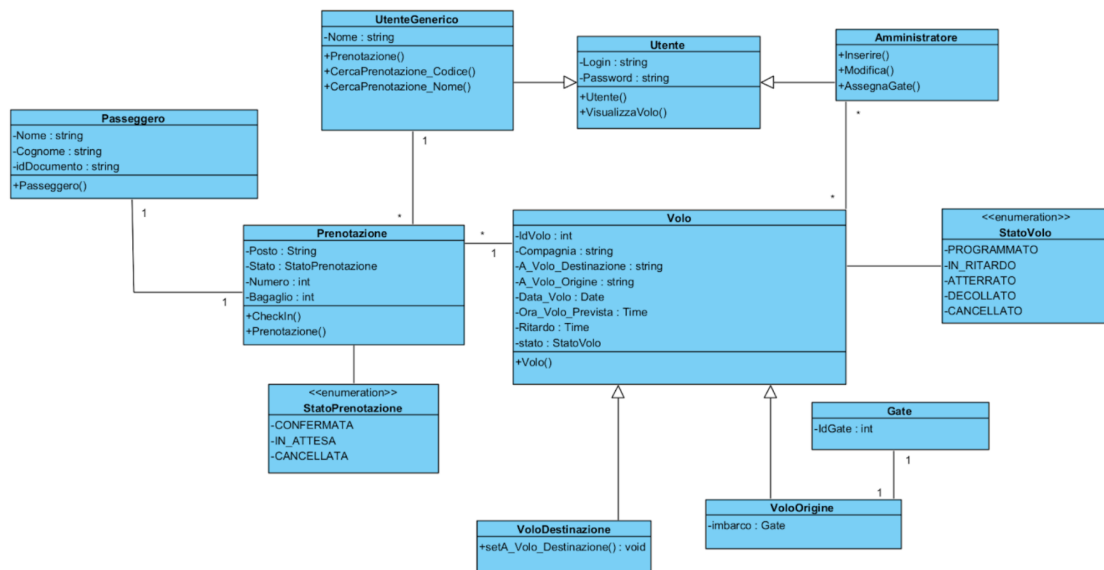 UtenteGenerico
-Nome : string
+Prenotazione()
+CercaPrenotazione_Codice()
+CercaPrenotazione_Nome()
Utente
-Login : string
-Password : string
+Utente()
+VisualizzaVolo()
Amministratore
+Inserire()
+Modifica()
+AssegnaGate()
Passeggero
-Nome : string
-Cognome : string
-idDocumento : string
+Passeggero()
1
*
1
*
*
1
1
*
1
Prenotazione
-Posto : String
-Stato : StatoPrenotazione
-Numero : int
-Bagaglio : int
+CheckIn()
+Prenotazione()
Volo
-IdVolo : int
-Compagnia : string
-A_Volo_Destinazione : string
-A_Volo_Origine : string
-Data_Volo : Date
-Ora_Volo_Prevista : Time
-Ritardo : Time
-stato : StatoVolo
+Volo()
<<enumeration>>
StatoVolo
-PROGRAMMATO
-IN_RITARDO
-ATTERRATO
-DECOLLATO
-CANCELLATO
<<enumeration>>
StatoPrenotazione
-CONFERMATA
-IN_ATTESA
-CANCELLATA
Gate
-IdGate : int
1
1
VoloDestinazione
+setA_Volo_Destinazione() : void
VoloOrigine
-imbarco : Gate